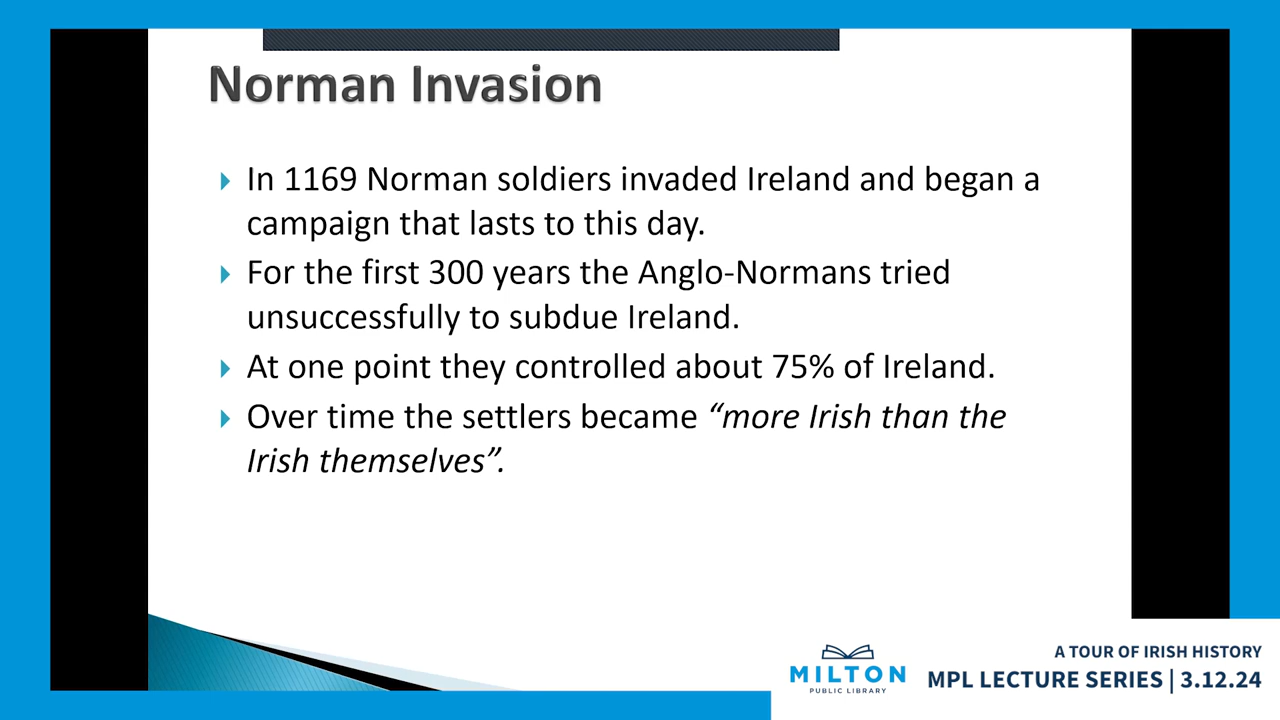 Norman Invasion
In 1169 Norman soldiers invaded Ireland and began a
campaign that lasts to this day.
For the first 300 years the Anglo-Normans tried
unsuccessfully to subdue Ireland.
At one point they controlled about 75% of Ireland.
Over time the settlers became “more Irish than the
Irish themselves”.
MILTON
PUBLIC LIBRARY
A TOUR OF IRISH HISTORY
MPL LECTURE SERIES | 3.12.24